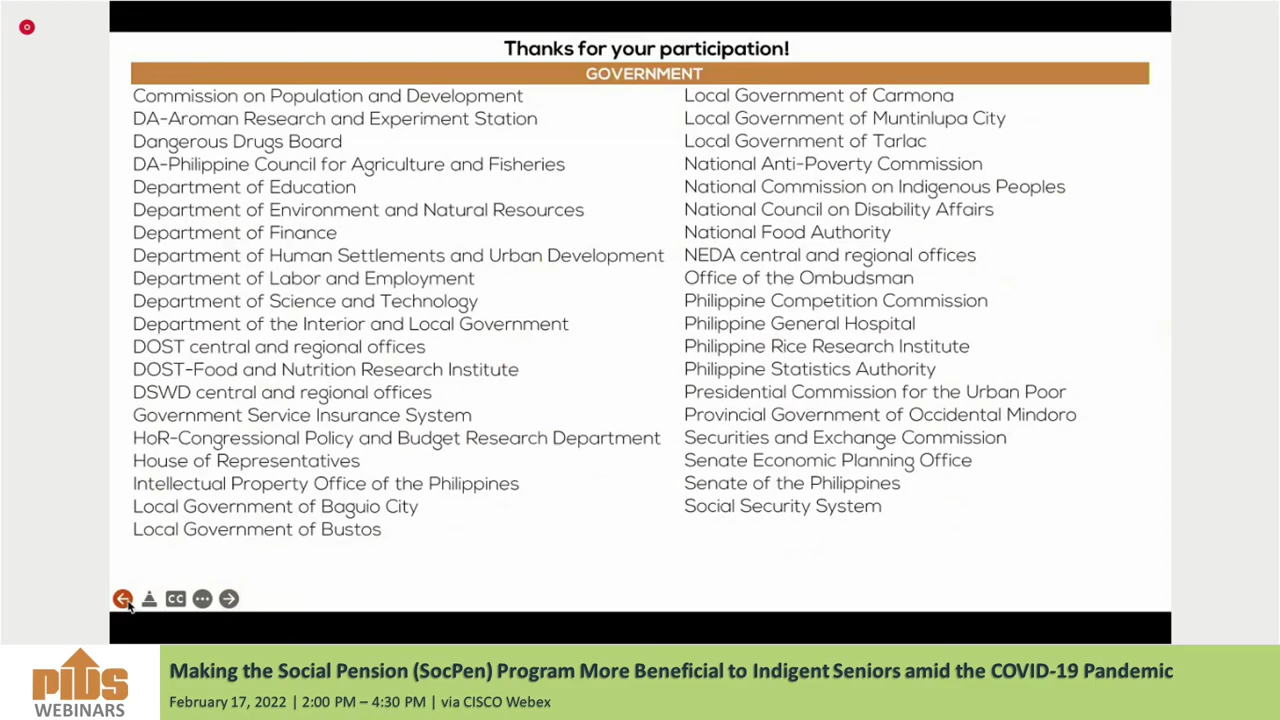 Thanks for your participation!
GOVERNMENT
Commission on Population and Development
DA-Aroman Research and Experiment Station
Dangerous Drugs Board
DA-Philippine Council for Agriculture and Fisheries
Department of Education
Department of Environment and Natural Resources
Department of Finance
Department of Human Settlements and Urban Development
Department of Labor and Employment
Department of Science and Technology
Department of the Interior and Local Government
DOST central and regional offices
DOST-Food and Nutrition Research Institute
DSWD central and regional offices
Government Service Insurance System
HoR-Congressional Policy and Budget Research Department
House of Representatives
Intellectual Property Office of the Philippines
Local Government of Baguio City
Local Government of Bustos
Local Government of Carmona
Local Government of Muntinlupa City
Local Government of Tarlac
National Anti-Poverty Commission
National Commission on Indigenous Peoples
National Council on Disability Affairs
National Food Authority
NEDA central and regional offices
Office of the Ombudsman
Philippine Competition Commission
Philippine General Hospital
Philippine Rice Research Institute
Philippine Statistics Authority
Presidential Commission for the Urban Poor
Provincial Government of Occidental Mindoro
Securities and Exchange Commission
Senate Economic Planning Office
Senate of the Philippines
Social Security System
CC
PIDS
WEBINARS
Making the Social Pension (SocPen) Program More Beneficial to Indigent Seniors amid the COVID-19 Pandemic
February 17, 2022 | 2:00 PM – 4:30 PM | via CISCO Webex